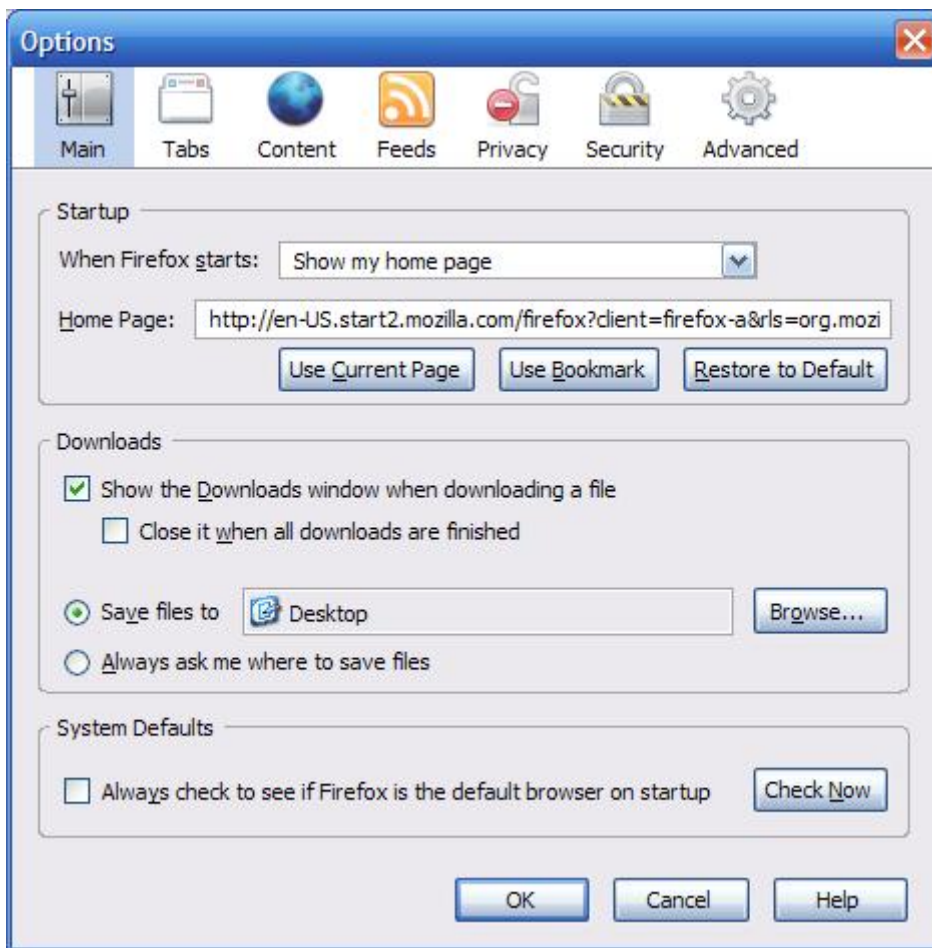 Options
Main Tabs Content Feeds Privacy Security Advanced
Startup
When Firefox starts: Show my home page
Home Page: http://en-US.start2.mozilla.com/firefox?client=firefox-a&rls=org.mozi
Use Current Page Use Bookmark Restore to Default
Downloads
Show the Downloads window when downloading a file
Close it when all downloads are finished
Save files to Desktop Browse...
Always ask me where to save files
System Defaults
Always check to see if Firefox is the default browser on startup Check Now
OK Cancel Help